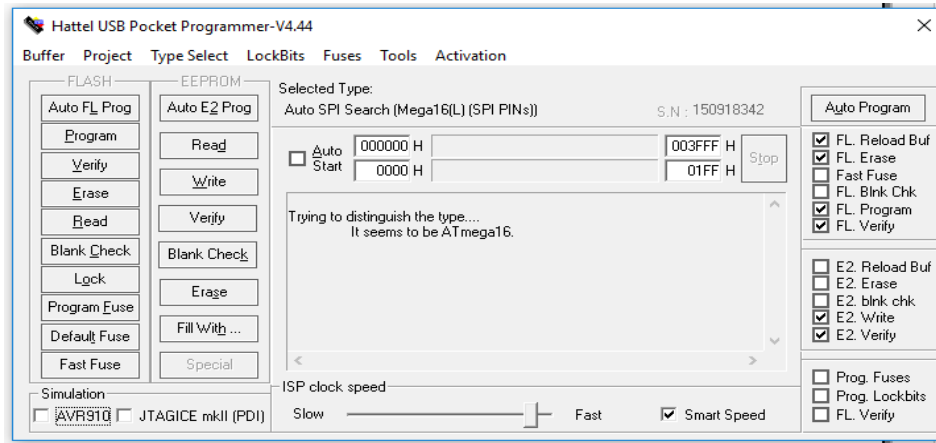 Hattel USB Pocket Programmer-V4.44
Buffer Project Type Select LockBits Fuses Tools Activation
FLASH
Auto FL Prog
Program
Verify
Erase
Read
Blank Check
Lock
Program Fuse
Default Fuse
Fast Fuse
EEPROM
Auto E2 Prog
Read
Write
Verify
Blank Check
Erase
Fill With ...
Special
Simulation
AVR910 JTAGICE mkII (PDI)
Selected Type:
Auto SPI Search (Mega16(L) (SPI PINs)) S.N : 150918342
Auto Start
000000 H 003FFF H
0000 H 01FF H
Stop
Trying to distinguish the type....
It seems to be ATmega16.
ISP clock speed
Slow Fast Smart Speed
Auto Program
FL. Reload Buf
FL. Erase
Fast Fuse
FL. Blnk Chk
FL. Program
FL. Verify
E2. Reload Buf
E2. Erase
E2. blnk chk
E2. Write
E2. Verify
Prog. Fuses
Prog. Lockbits
FL. Verify